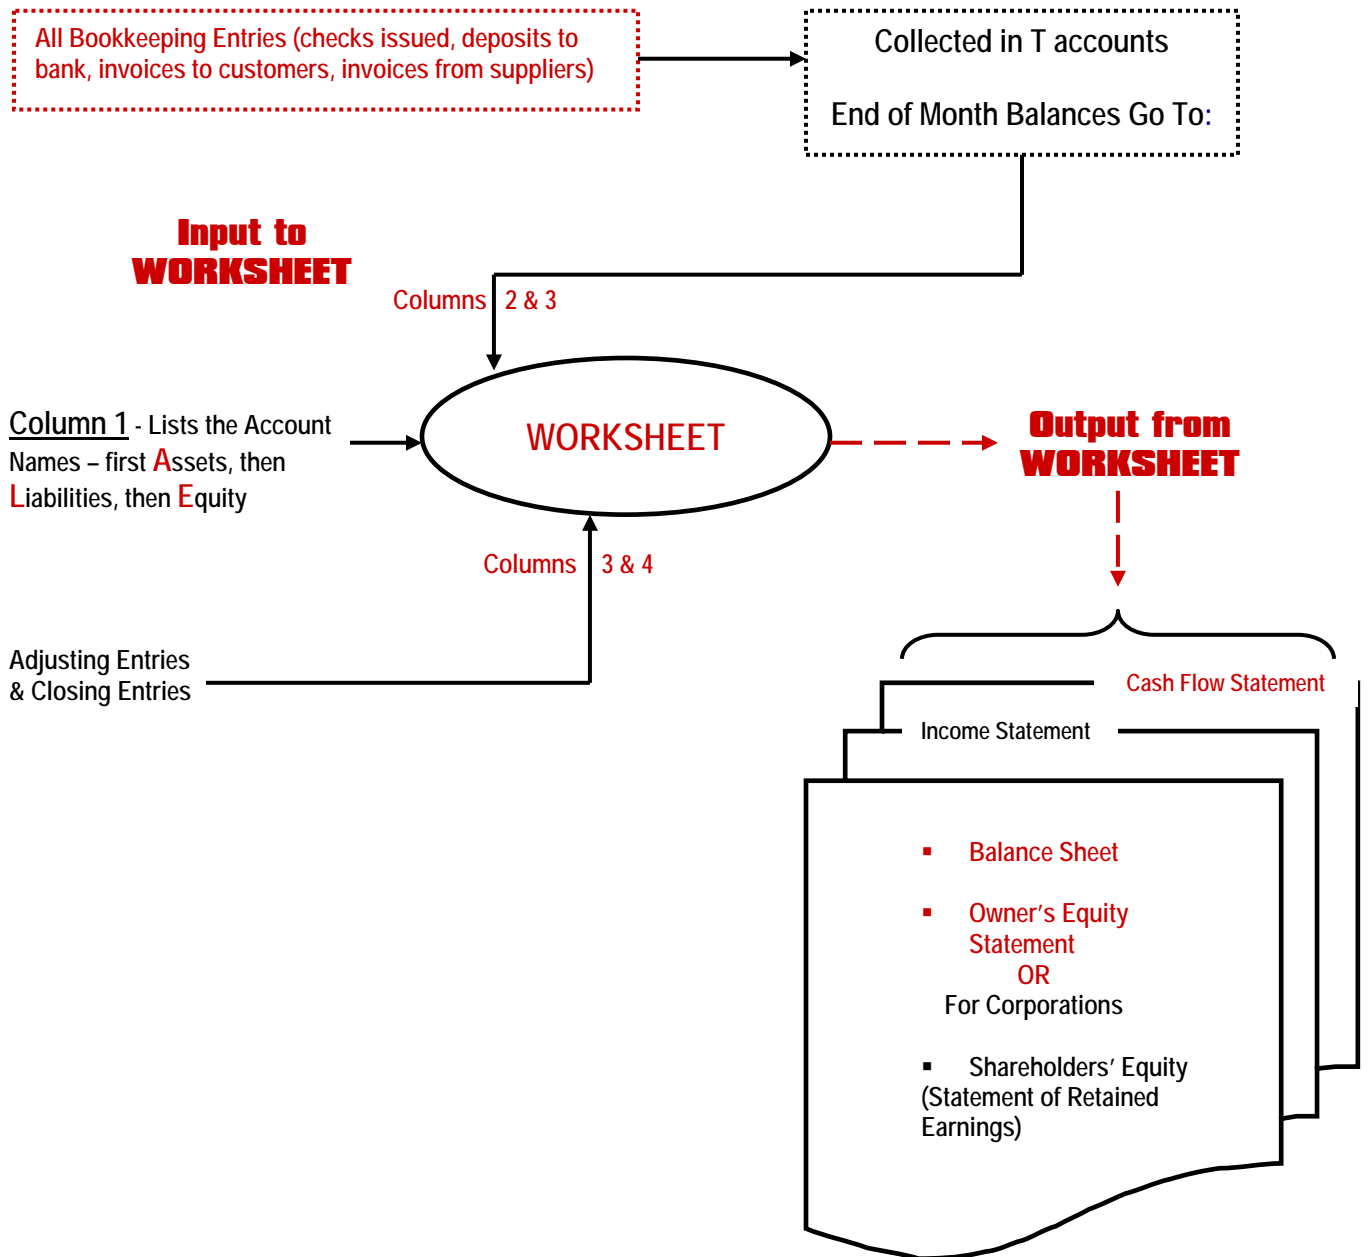 All Bookkeeping Entries (checks issued, deposits to
bank, invoices to customers, invoices from suppliers)
Collected in T accounts
End of Month Balances Go To:
Input to
WORKSHEET
Columns 2 & 3
Column 1 - Lists the Account
Names – first Assets, then
Liabilities, then Equity
WORKSHEET
Output from
WORKSHEET
Columns 3 & 4
Adjusting Entries
& Closing Entries
Cash Flow Statement
Income Statement
▪ Balance Sheet
▪ Owner’s Equity
Statement
OR
For Corporations
▪ Shareholders’ Equity
(Statement of Retained
Earnings)